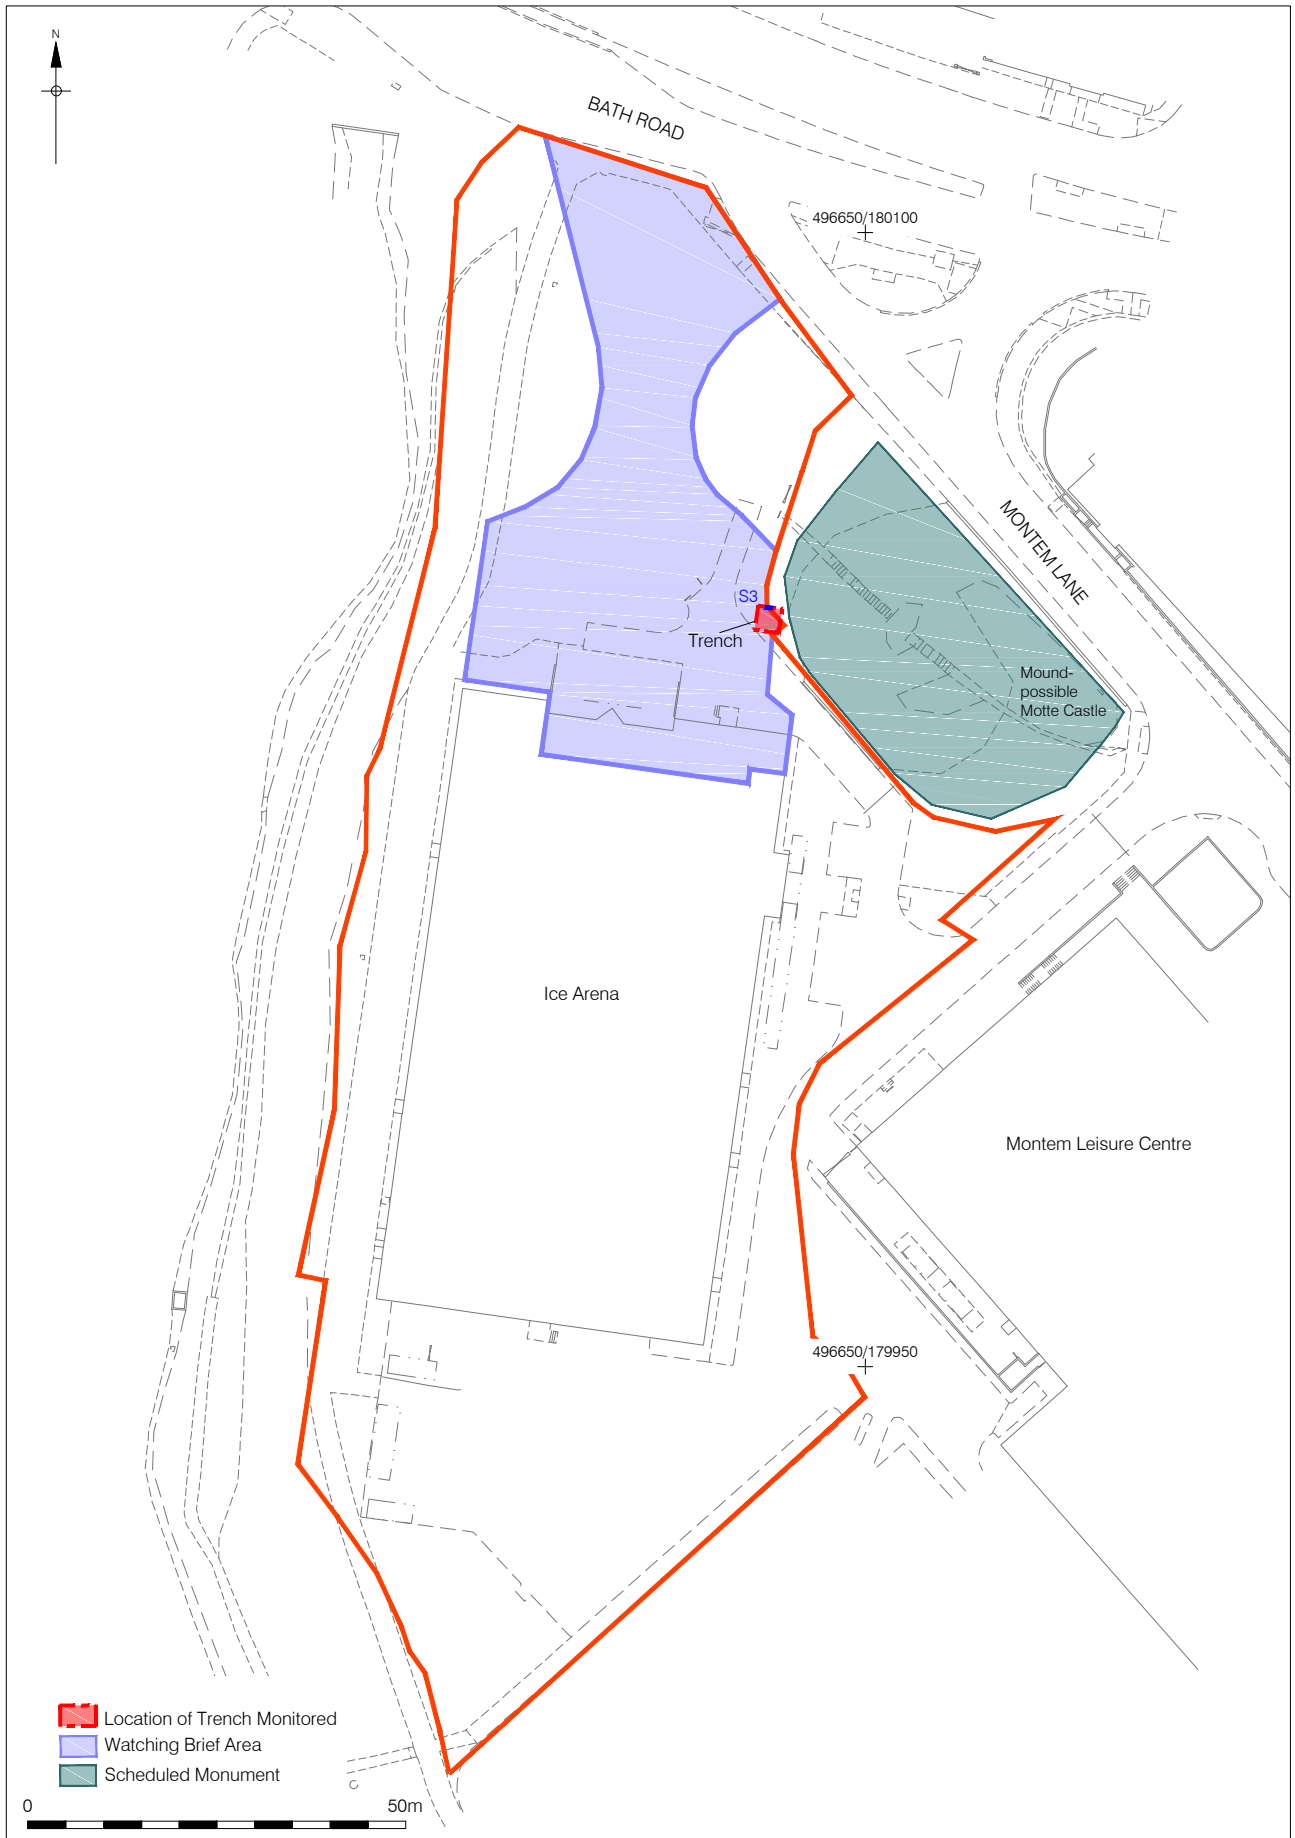 N
BATH ROAD
496650/180100
MONTEM LANE
S3
Trench
Mound-
possible
Motte Castle
Ice Arena
Montem Leisure Centre
496650/179950
Location of Trench Monitored
Watching Brief Area
Scheduled Monument
0 50m